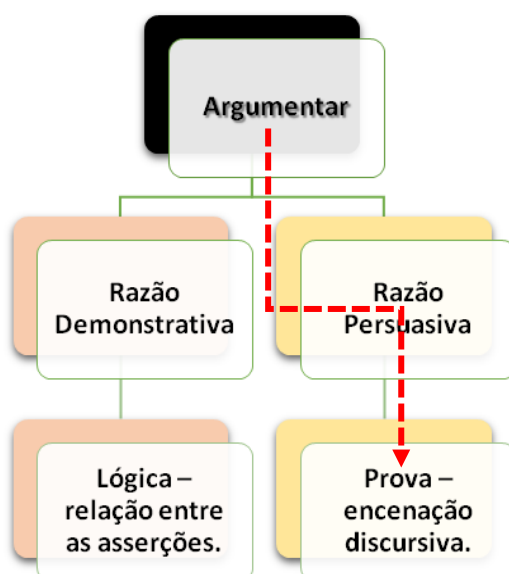 Argumentar
Razão
Demonstrativa
Razão
Persuasiva
Lógica –
relação entre
as asserções.
Prova –
encenação
discursiva.